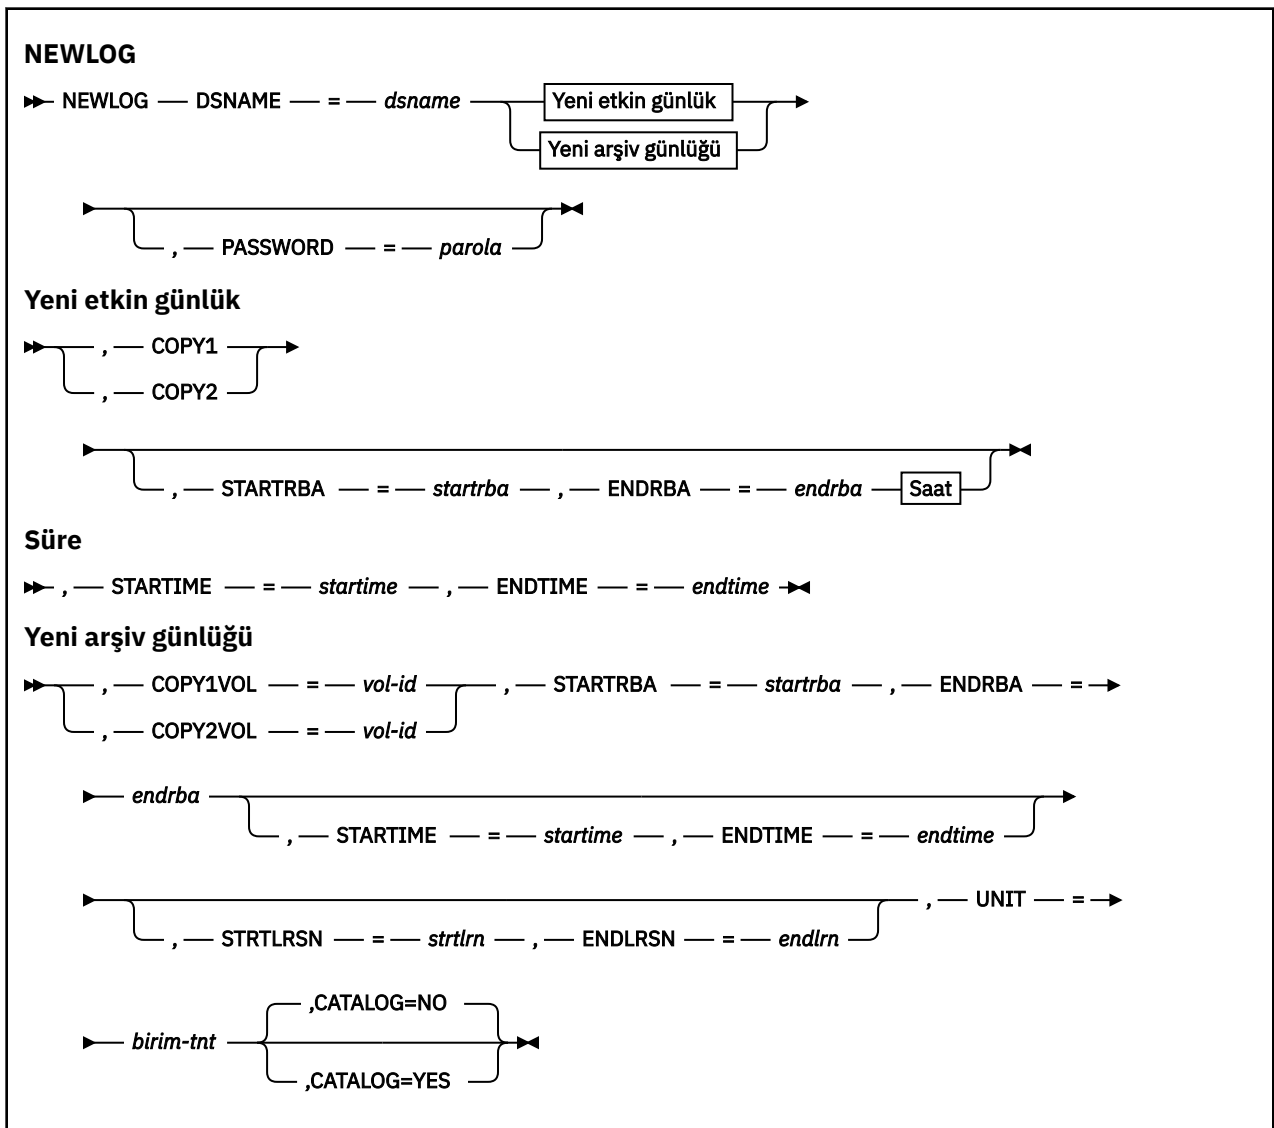 NEWLOG
NEWLOG DSNAME = dsname Yeni etkin günlük
Yeni arşiv günlüğü
, PASSWORD = parola
Yeni etkin günlük
, COPY1
, COPY2
, STARTRBA = startrba , ENDRBA = endrba Saat
Süre
, STARTIME = startime , ENDTIME = endtime
Yeni arşiv günlüğü
, COPY1VOL = vol-id , STARTRBA = startrba , ENDRBA =
, COPY2VOL = vol-id
endrba
, STARTIME = startime , ENDTIME = endtime
, UNIT =
, STRTLRSN = strtlrn , ENDLRSN = endlrn
,CATALOG=NO
birim-tnt
,CATALOG=YES